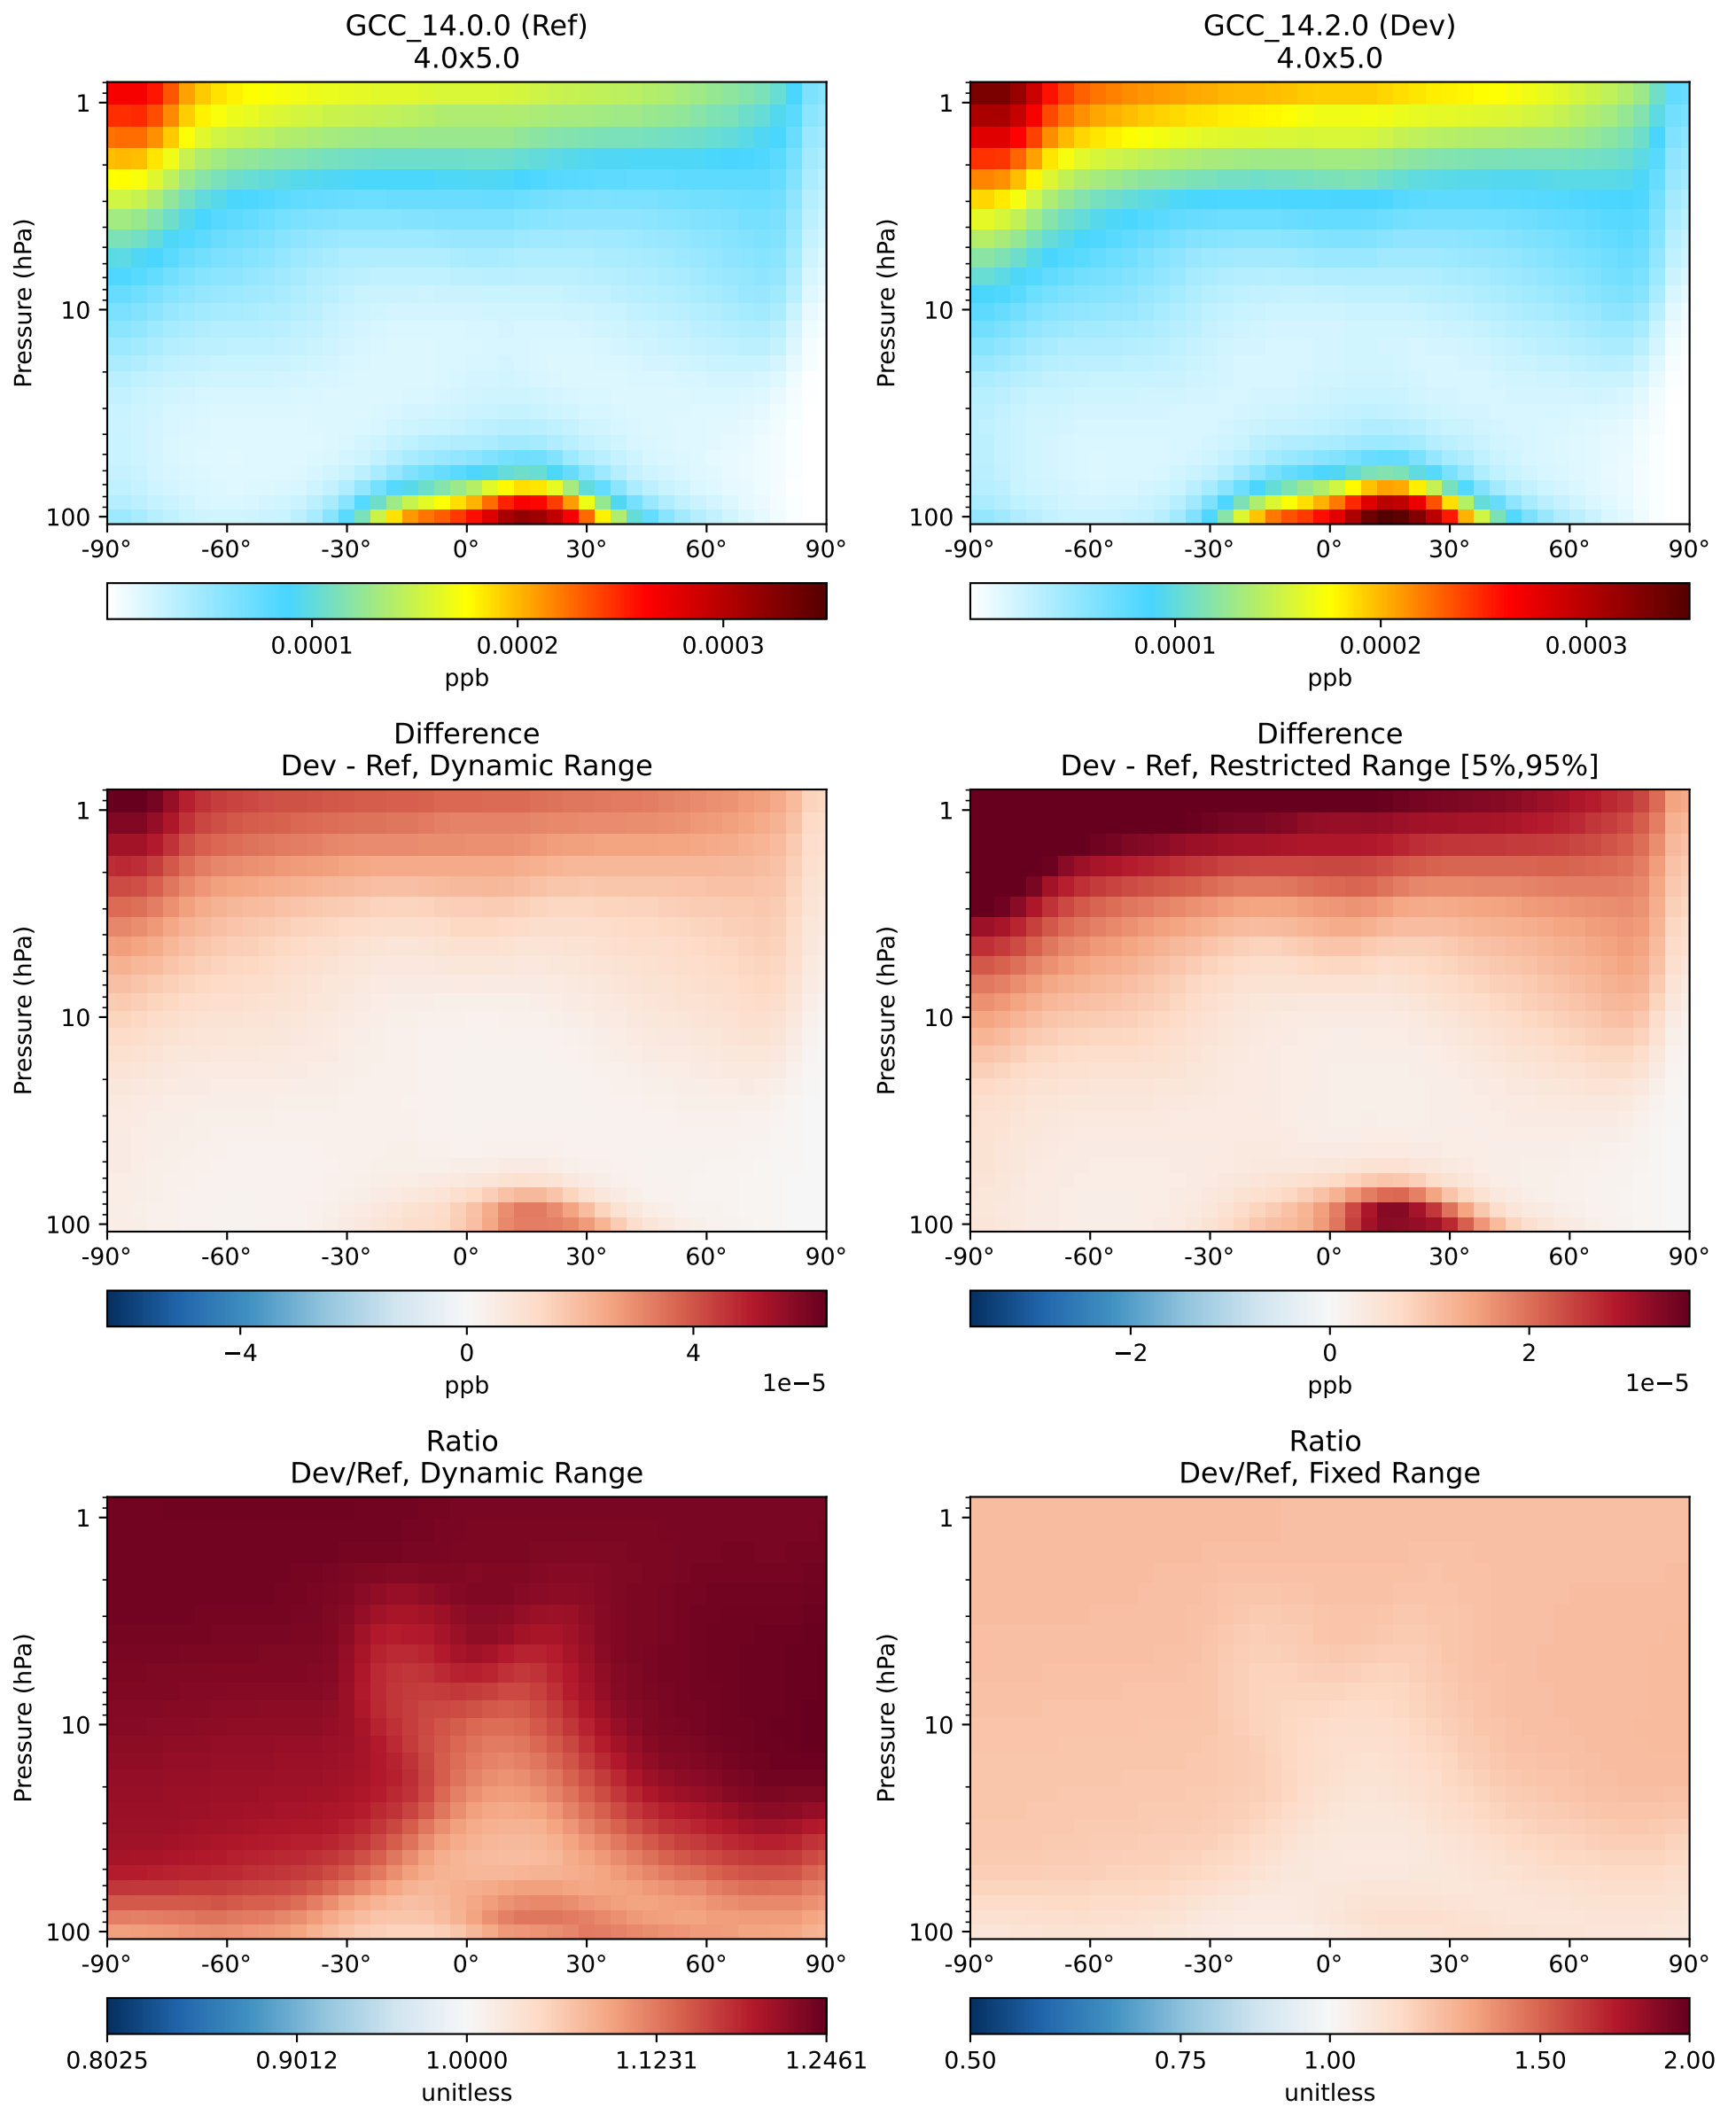 GCC_14.0.0 (Ref)
4.0x5.0
Pressure (hPa)
1
10
100
-90° -60° -30° 0° 30° 60° 90°
0.0001 0.0002 0.0003
ppb
GCC_14.2.0 (Dev)
4.0x5.0
Pressure (hPa)
1
10
100
-90° -60° -30° 0° 30° 60° 90°
0.0001 0.0002 0.0003
ppb
Difference
Dev - Ref, Dynamic Range
Pressure (hPa)
1
10
100
-90° -60° -30° 0° 30° 60° 90°
−4 0 4
1e−5
ppb
Difference
Dev - Ref, Restricted Range [5%,95%]
Pressure (hPa)
1
10
100
-90° -60° -30° 0° 30° 60° 90°
−2 0 2
1e−5
ppb
Ratio
Dev/Ref, Dynamic Range
Pressure (hPa)
1
10
100
-90° -60° -30° 0° 30° 60° 90°
0.8025 0.9012 1.0000 1.1231 1.2461
unitless
Ratio
Dev/Ref, Fixed Range
Pressure (hPa)
1
10
100
-90° -60° -30° 0° 30° 60° 90°
0.50 0.75 1.00 1.50 2.00
unitless